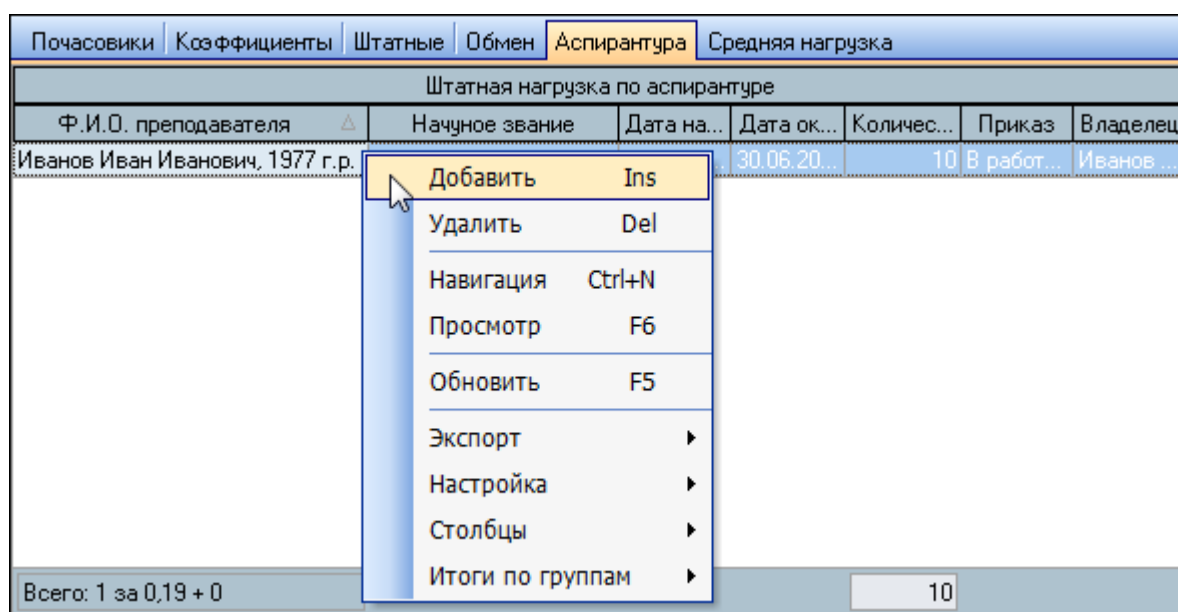 Почасовики Коэффициенты Штатные Обмен Аспирантура Средняя нагрузка
Штатная нагрузка по аспирантуре
Ф.И.О. преподавателя Начуное звание Дата на... Дата ок... Количес... Приказ Владелец
Иванов Иван Иванович, 1977 г.р. 30.06.20... 10 В работ... Иванов ...
Добавить Ins
Удалить Del
Навигация Ctrl+N
Просмотр F6
Обновить F5
Экспорт
Настройка
Столбцы
Итоги по группам
Всего: 1 за 0,19 + 0 10